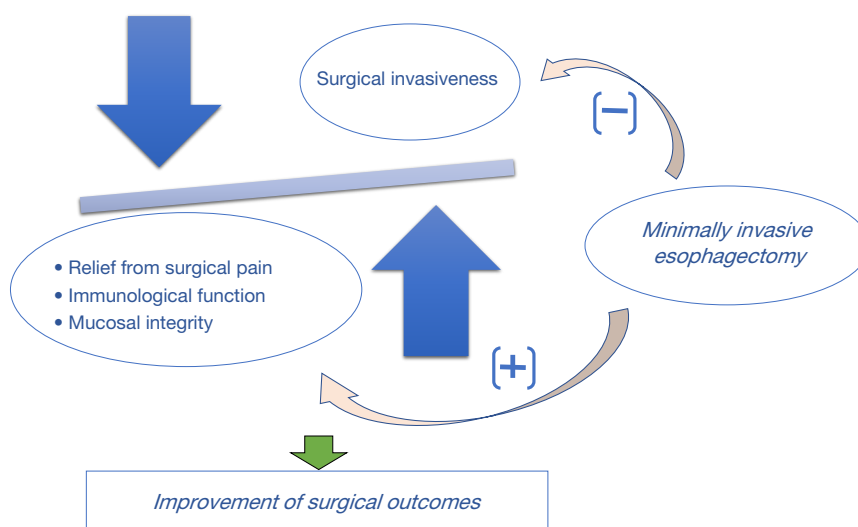 Surgical invasiveness
(−)
Minimally invasive
esophagectomy
• Relief from surgical pain
• Immunological function
• Mucosal integrity
(+)
Improvement of surgical outcomes